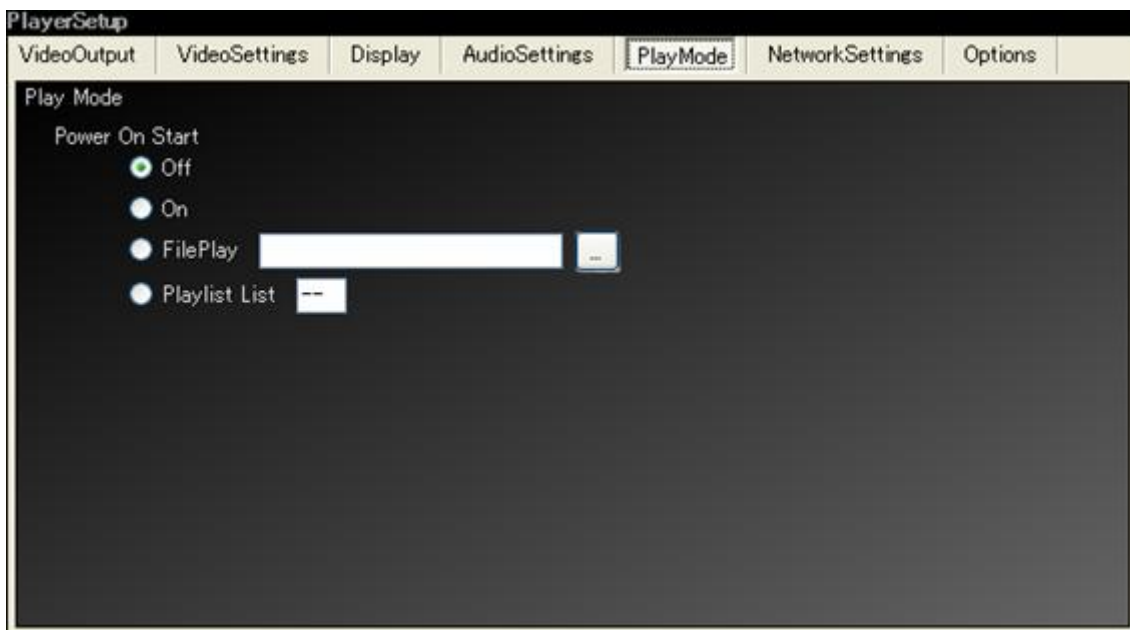 PlayerSetup
VideoOutput VideoSettings Display AudioSettings PlayMode NetworkSettings Options
Play Mode
Power On Start
Off
On
FilePlay ...
Playlist List --